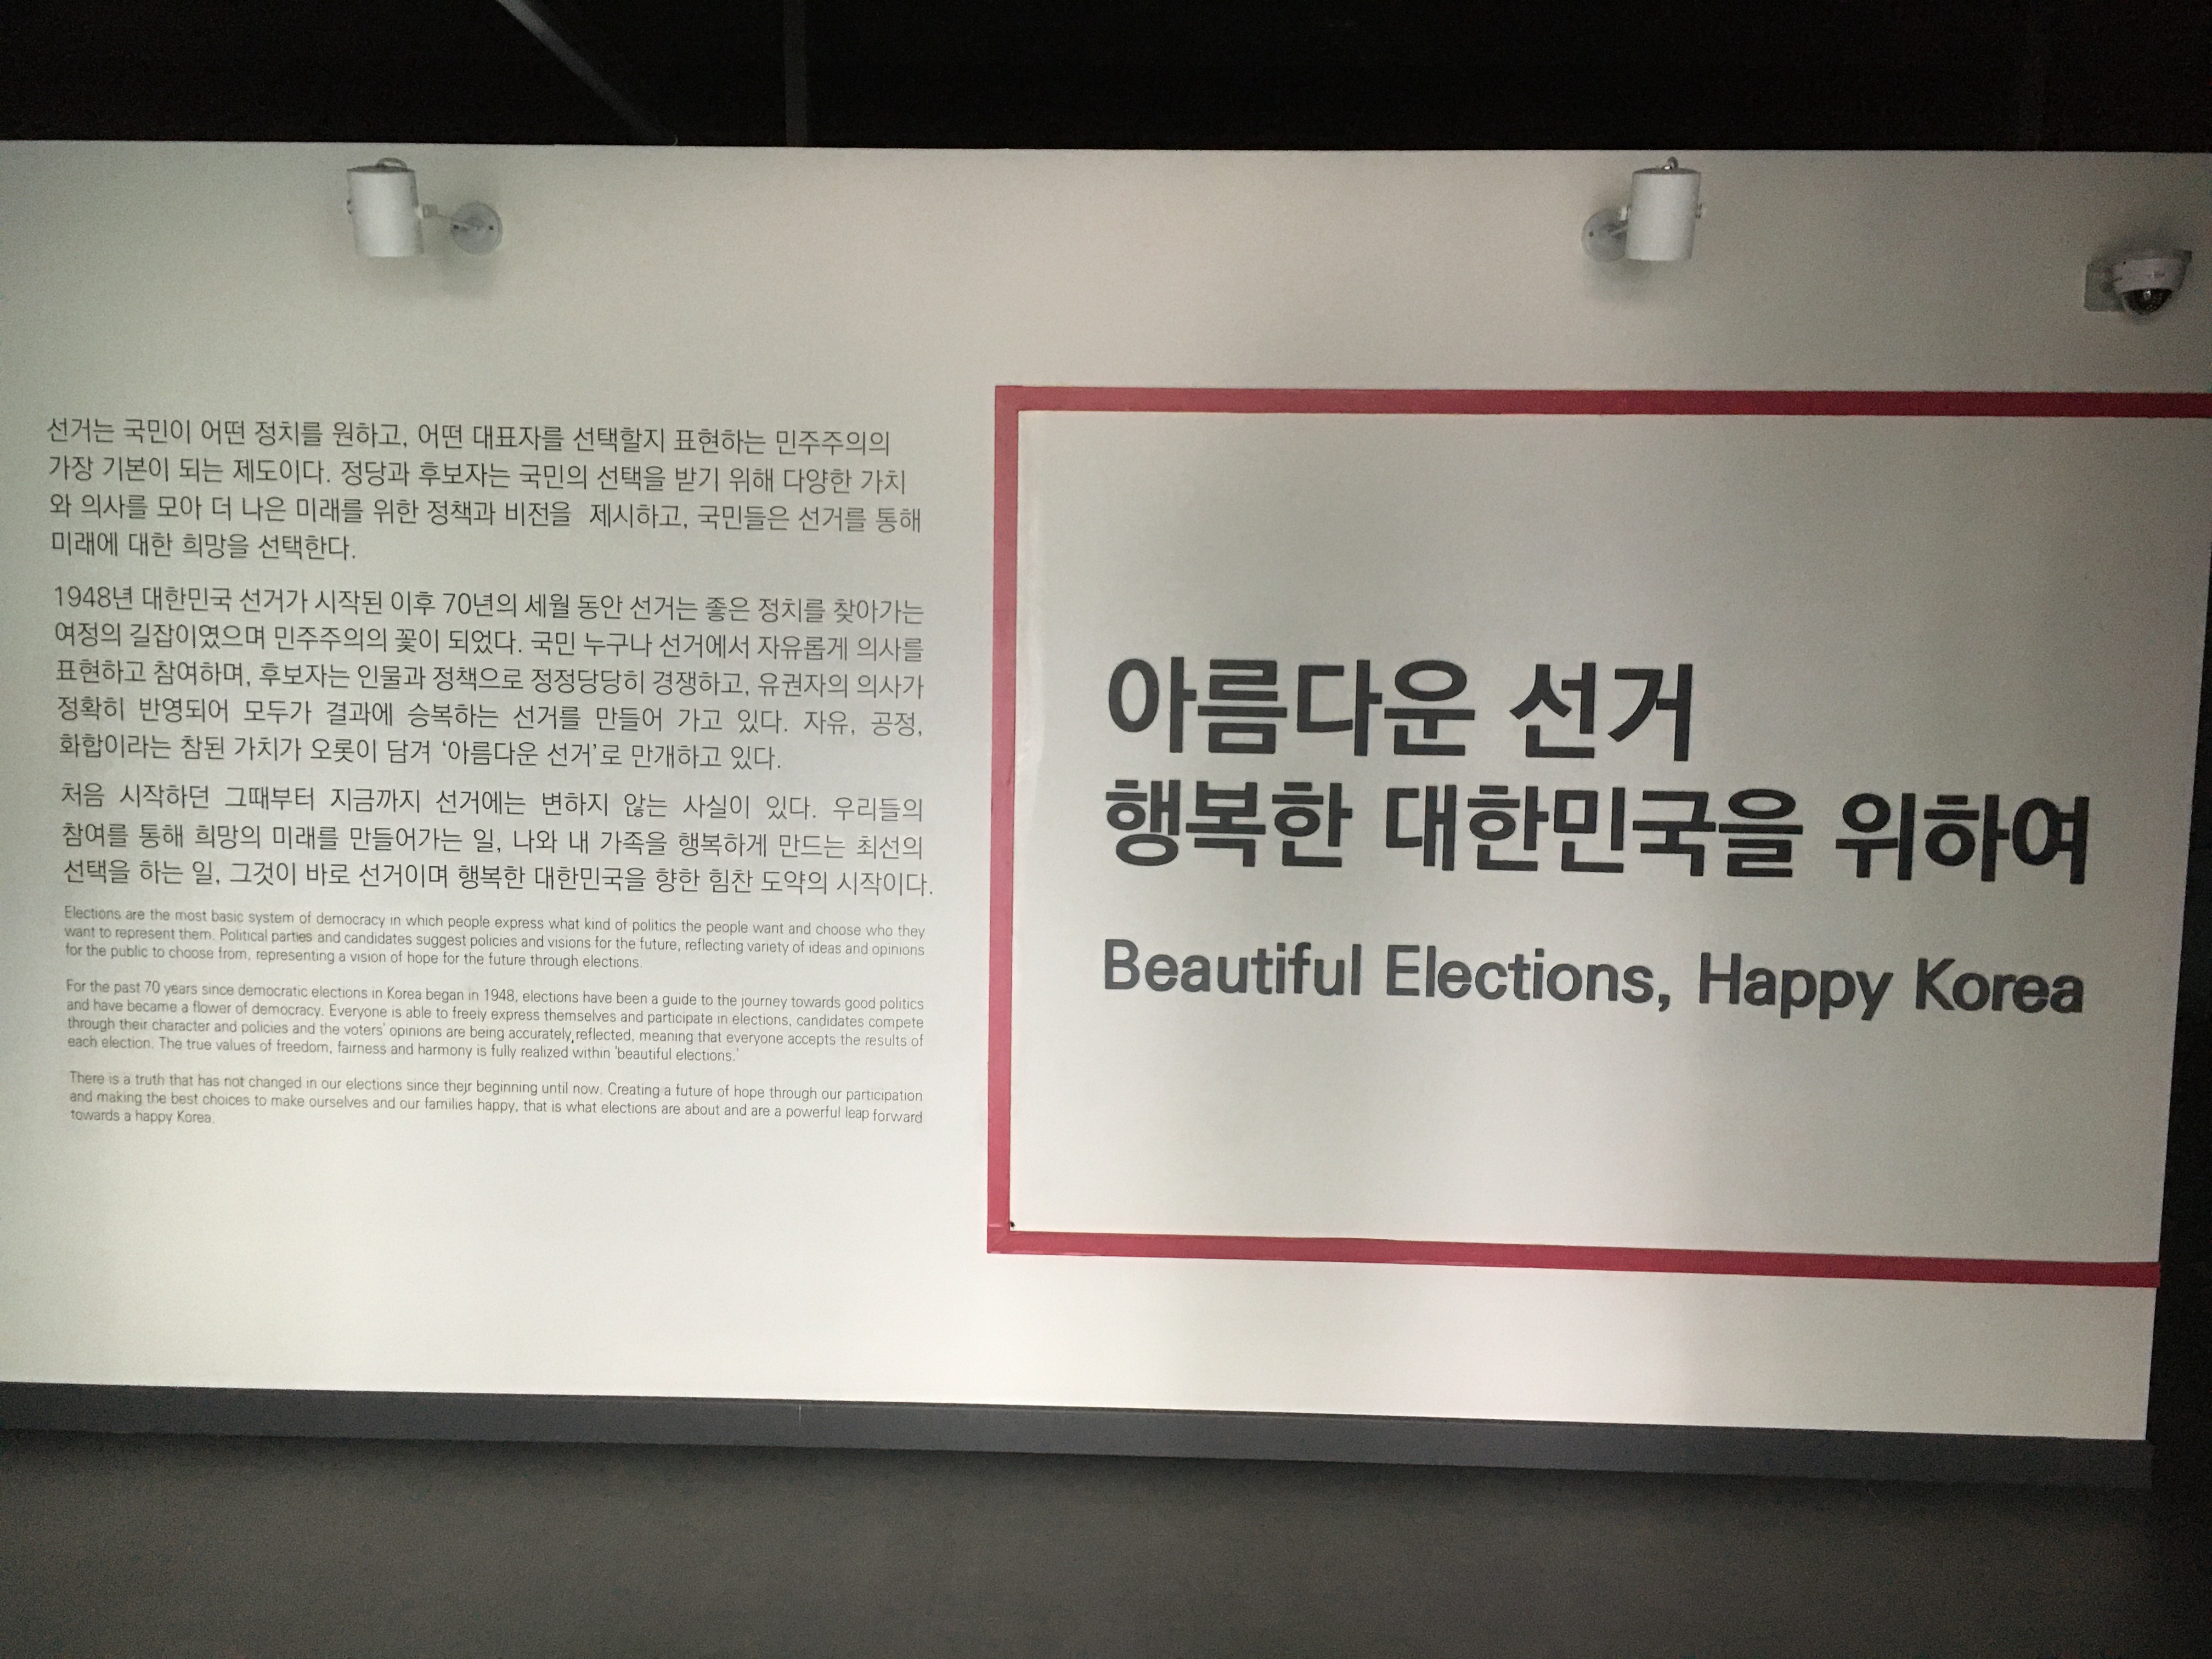 선거는 국민이 어떤 정치를 원하고, 어떤 대표자를 선택할지 표현하는 민주주의의
가장 기본이 되는 제도이다. 정당과 후보자는 국민의 선택을 받기 위해 다양한 가치
와 의사를 모아 더 나은 미래를 위한 정책과 비전을 제시하고, 국민들은 선거를 통해
미래에 대한 희망을 선택한다.
1948년 대한민국 선거가 시작된 이후 70년의 세월 동안 선거는 좋은 정치를 찾아가는
여정의 길잡이였으며 민주주의의 꽃이 되었다. 국민 누구나 선거에서 자유롭게 의사를
표현하고 참여하며, 후보자는 인물과 정책으로 정정당당히 경쟁하고, 유권자의 의사가
정확히 반영되어 모두가 결과에 승복하는 선거를 만들어 가고 있다. 자유, 공정,
화합이라는 참된 가치가 오롯이 담겨 '아름다운 선거'로 만개하고 있다.
처음 시작하던 그때부터 지금까지 선거에는 변하지 않는 사실이 있다. 우리들의
참여를 통해 희망의 미래를 만들어가는 일, 나와 내 가족을 행복하게 만드는 최선의
선택을 하는 일, 그것이 바로 선거이며 행복한 대한민국을 향한 힘찬 도약의 시작이다.
Elections are the most basic system of democracy in which people express what kind of politics the people want and choose who they
want to represent them. Political parties and candidates suggest policies and visions for the future, reflecting variety of ideas and opinions
for the public to choose from, representing a vision of hope for the future through elections.
For the past 70 years since democratic elections in Korea began in 1948, elections have been a guide to the journey towards good politics
and have became a flower of democracy. Everyone is able to freely express themselves and participate in elections, candidates compete
through their character and policies and the voters' opinions are being accurately reflected, meaning that everyone accepts the results of
each election. The true values of freedom, fairness and harmony is fully realized within 'beautiful elections.'
There is a truth that has not changed in our elections since their beginning until now. Creating a future of hope through our participation
and making the best choices to make ourselves and our families happy, that is what elections are about and are a powerful leap forward
towards a happy Korea.
아름다운 선거
행복한 대한민국을 위하여
Beautiful Elections, Happy Korea